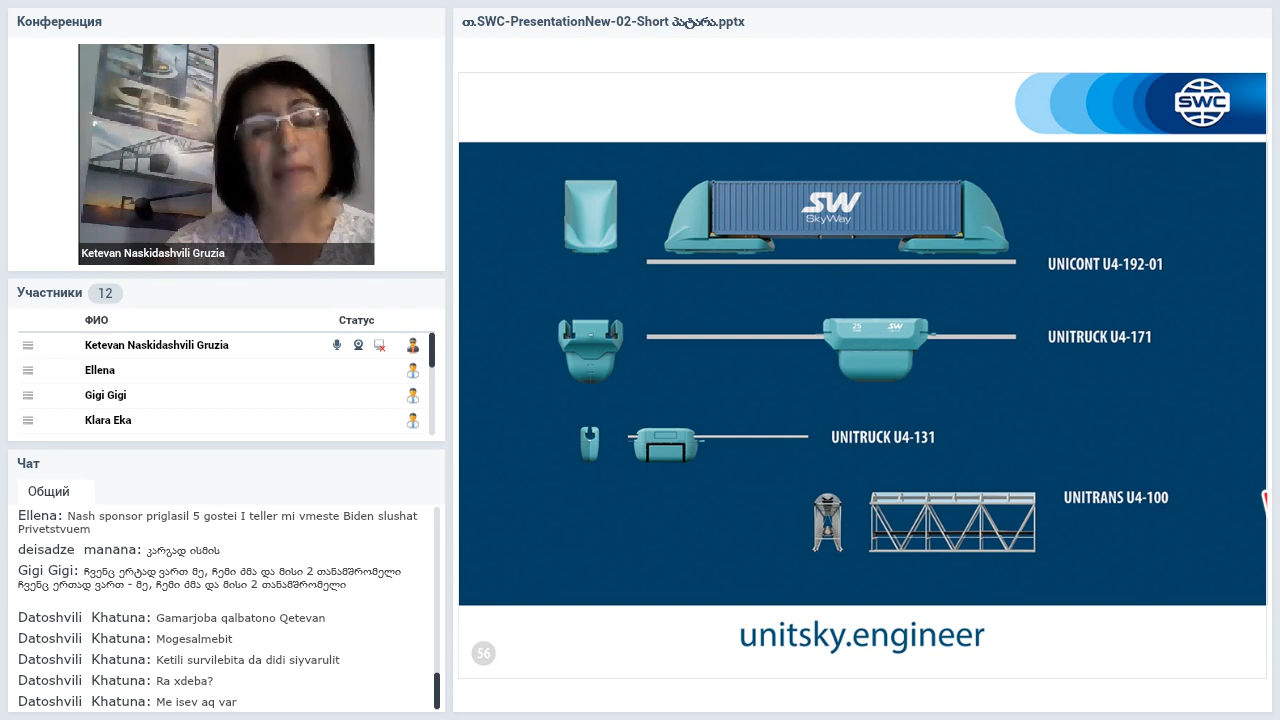 Конференция
Ketevan Naskidashvili Gruzia
Участники 12
ФИО Статус
Ketevan Naskidashvili Gruzia
Ellena
Gigi Gigi
Klara Eka
Чат
Общий
Ellena: Nash sponsor priglasil 5 gostei I teller mi vmeste Biden slushat
Privetstvuem
deisadze manana: კარგად ისმის
Gigi Gigi: ჩვენც ერტად ვართ მე, ჩემი ძმა და მისი 2 თანამშრომელი
ჩვენც ერთად ვართ - მე, ჩემი ძმა და მისი 2 თანამშრომელი
Datoshvili Khatuna: Gamarjoba qalbatono Qetevan
Datoshvili Khatuna: Mogesalmebit
Datoshvili Khatuna: Ketili survilebita da didi siyvarulit
Datoshvili Khatuna: Ra xdeba?
Datoshvili Khatuna: Me isev aq var
თ.SWC-PresentationNew-02-Short პატარა.pptx
SWC
SW
SkyWay
UNICONT U4-192-01
25
SW
UNITRUCK U4-171
UNITRUCK U4-131
UNITRANS U4-100
unitsky.engineer
56